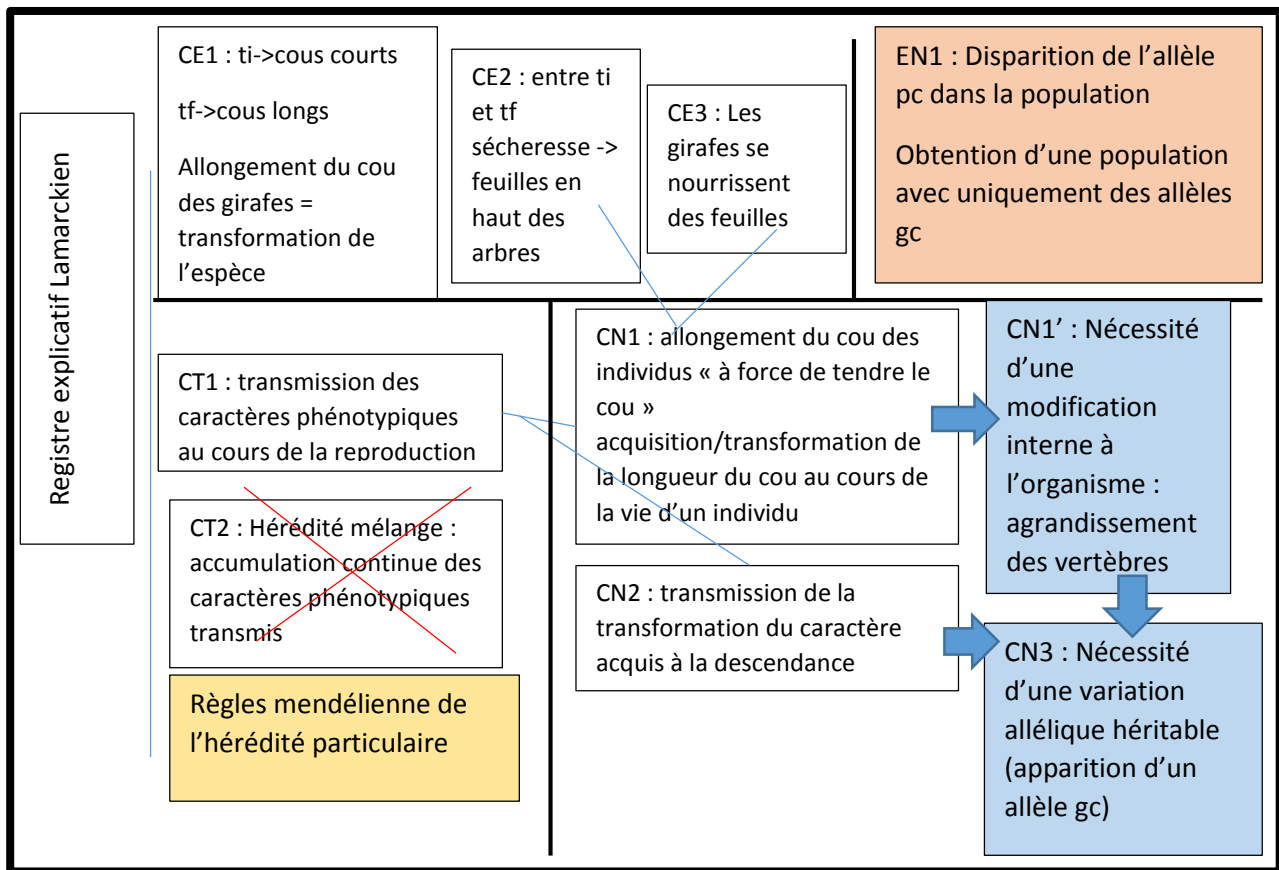 Registre explicatif Lamarckien
CE1 : ti->cous courts
tf->cous longs
Allongement du cou
des girafes =
transformation de
l’espèce
CE2 : entre ti
et tf
sécheresse ->
feuilles en
haut des
arbres
CE3 : Les
girafes se
nourrissent
des feuilles
EN1 : Disparition de l’allèle
pc dans la population
Obtention d’une population
avec uniquement des allèles
gc
CT1 : transmission des
caractères phénotypiques
au cours de la reproduction
CT2 : Hérédité mélange :
accumulation continue des
caractères phénotypiques
transmis
Règles mendélienne de
l’hérédité particulaire
CN1 : allongement du cou des
individus « à force de tendre le
cou »
acquisition/transformation de
la longueur du cou au cours de
la vie d’un individu
CN2 : transmission de la
transformation du caractère
acquis à la descendance
CN1’ : Nécessité
d’une
modification
interne à
l’organisme :
agrandissement
des vertèbres
CN3 : Nécessité
d’une variation
allélique héritable
(apparition d’un
allèle gc)